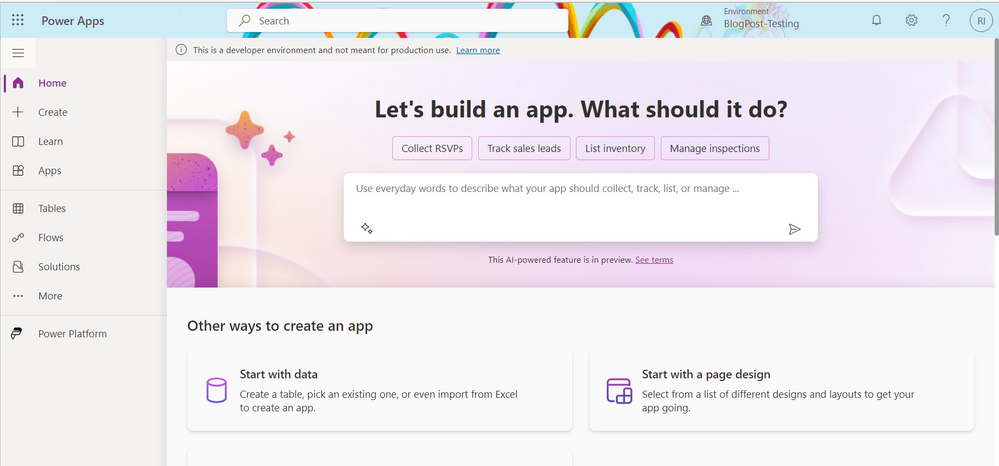 Power Apps
Search
Environment
BlogPost-Testing
?
RI
This is a developer environment and not meant for production use. Learn more
Home
Create
Learn
Apps
Tables
Flows
Solutions
More
Power Platform
Let's build an app. What should it do?
Collect RSVPs
Track sales leads
List inventory
Manage inspections
Use everyday words to describe what your app should collect, track, list, or manage ...
This AI-powered feature is in preview. See terms
Other ways to create an app
Start with data
Create a table, pick an existing one, or even import from Excel
to create an app.
Start with a page design
Select from a list of different designs and layouts to get your
app going.